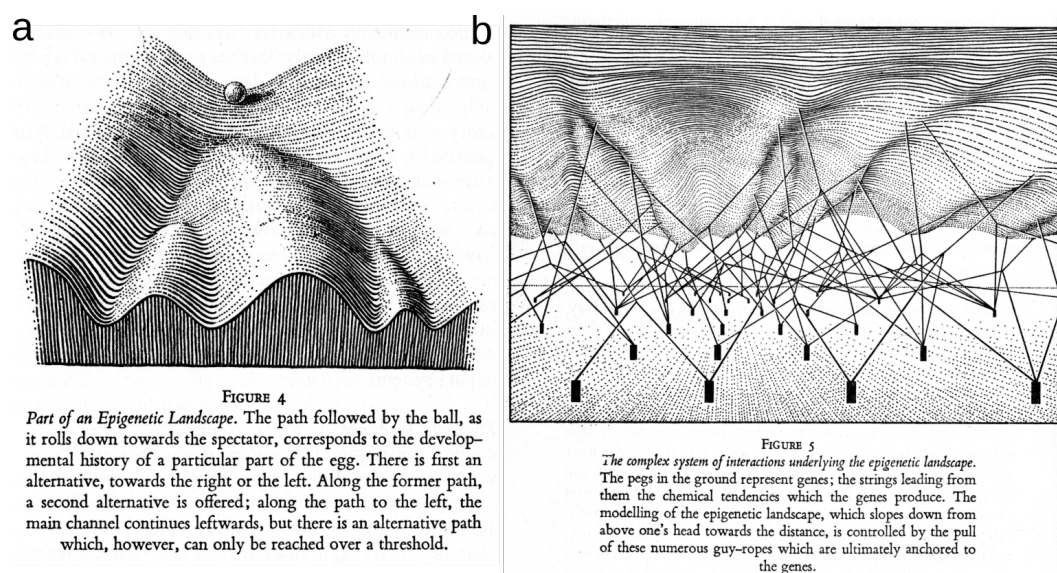 a
FIGURE 4
Part of an Epigenetic Landscape. The path followed by the ball, as
it rolls down towards the spectator, corresponds to the develop-
mental history of a particular part of the egg. There is first an
alternative, towards the right or the left. Along the former path,
a second alternative is offered; along the path to the left, the
main channel continues leftwards, but there is an alternative path
which, however, can only be reached over a threshold.
b
FIGURE 5
The complex system of interactions underlying the epigenetic landscape.
The pegs in the ground represent genes; the strings leading from
them the chemical tendencies which the genes produce. The
modelling of the epigenetic landscape, which slopes down from
above one's head towards the distance, is controlled by the pull
of these numerous guy-ropes which are ultimately anchored to
the genes.